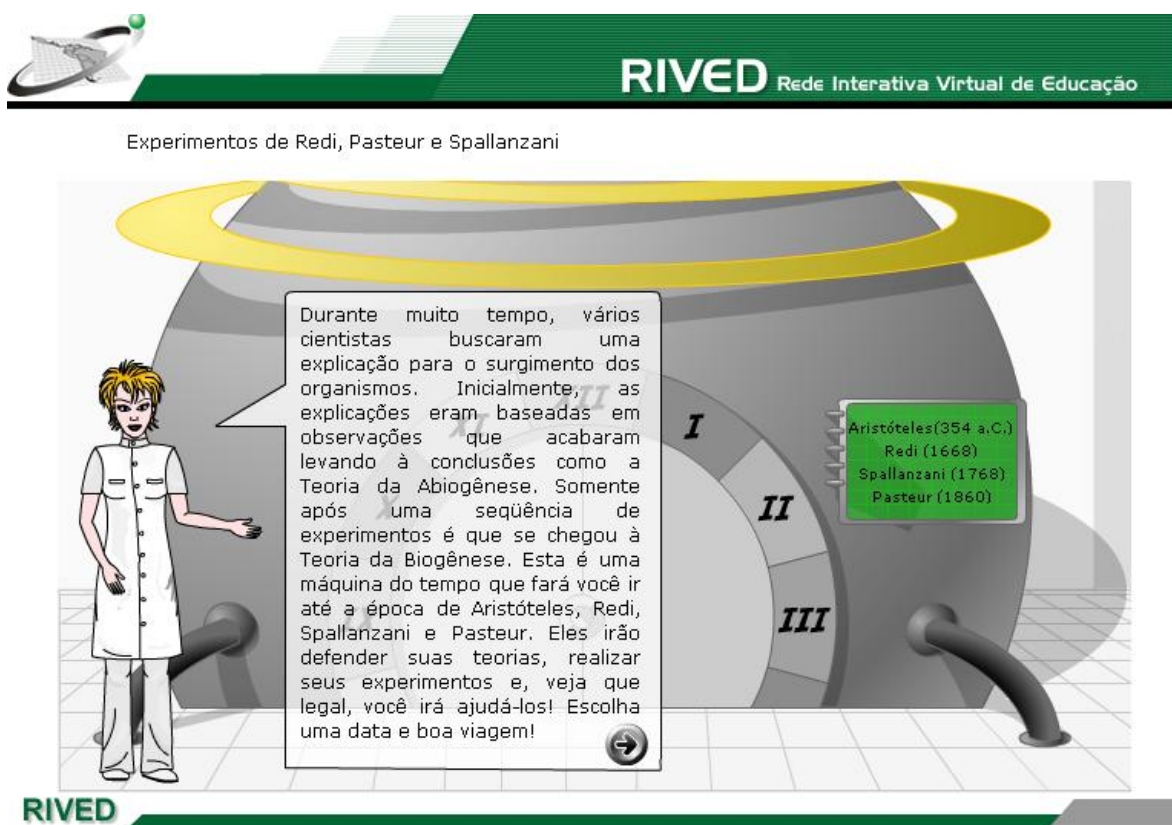 RIVED Rede Interativa Virtual de Educação
Experimentos de Redi, Pasteur e Spallanzani
Durante muito tempo, vários
cientistas buscaram uma
explicação para o surgimento dos
organismos. Inicialmente, as
explicações eram baseadas em
observações que acabaram
levando à conclusões como a
Teoria da Abiogênese. Somente
após uma seqüência de
experimentos é que se chegou à
Teoria da Biogênese. Esta é uma
máquina do tempo que fará você ir
até a época de Aristóteles, Redi,
Spallanzani e Pasteur. Eles irão
defender suas teorias, realizar
seus experimentos e, veja que
legal, você irá ajudá-los! Escolha
uma data e boa viagem!
X
XI
XII
I
II
III
Aristóteles(354 a.C.)
Redi (1668)
Spallanzani (1768)
Pasteur (1860)
RIVED